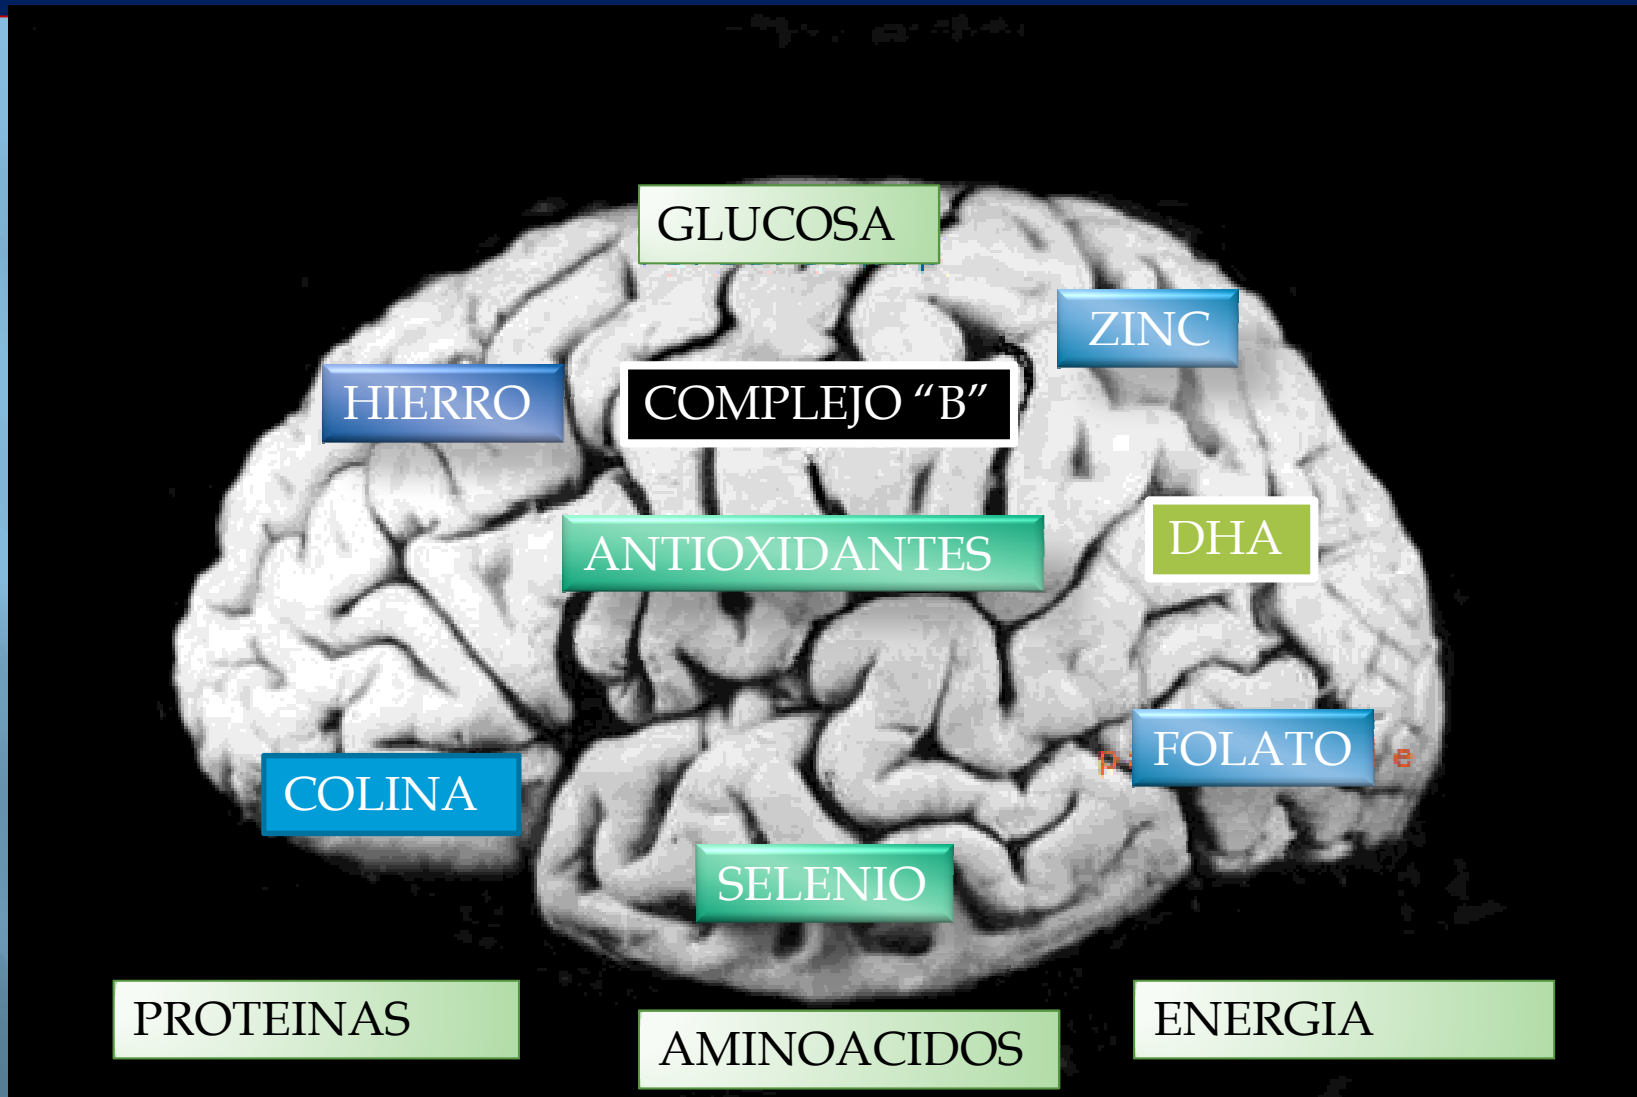 GLUCOSA
ZINC
HIERRO
COMPLEJO “B”
ANTIOXIDANTES
DHA
FOLATO
COLINA
SELENIO
PROTEINAS
AMINOACIDOS
ENERGIA